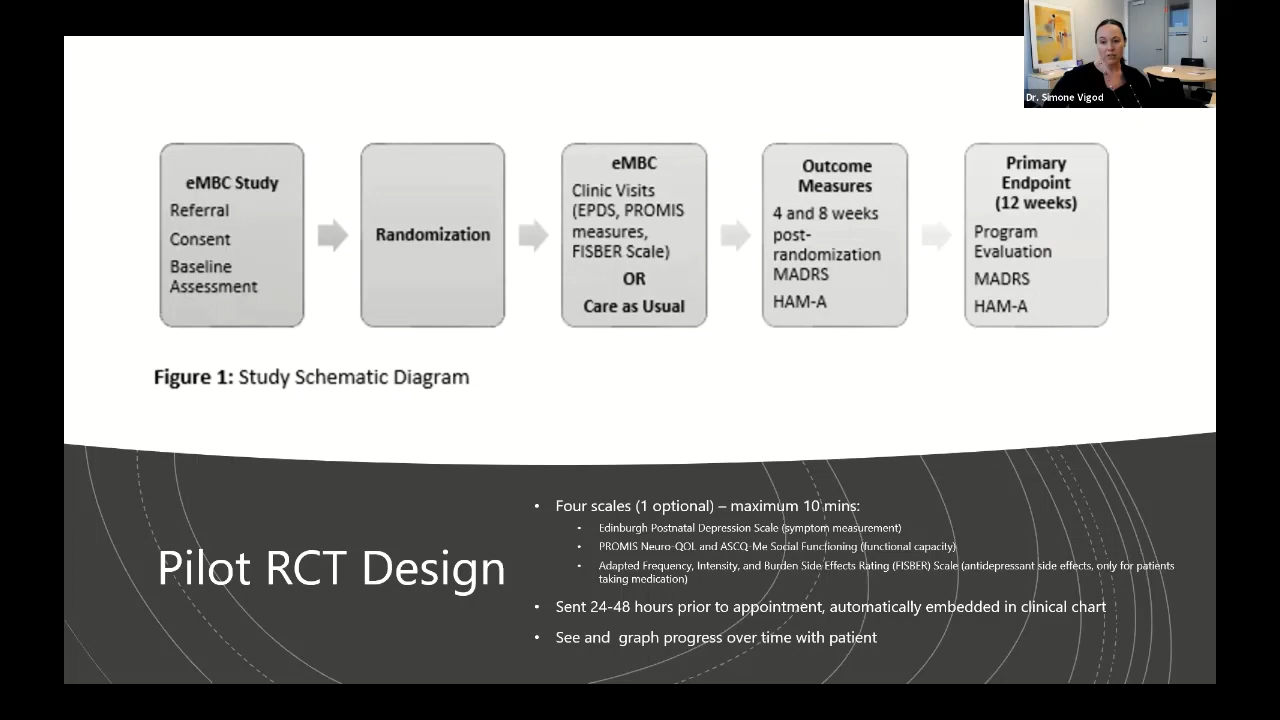 Dr. Simone Vigod
eMBC Study
Referral
Consent
Baseline
Assessment
Randomization
eMBC
Clinic Visits
(EPDS, PROMIS
measures,
FISBER Scale)
OR
Care as Usual
Outcome
Measures
4 and 8 weeks
post-
randomization
MADRS
HAM-A
Primary
Endpoint
(12 weeks)
Program
Evaluation
MADRS
HAM-A
Figure 1: Study Schematic Diagram
Pilot RCT Design
• Four scales (1 optional) – maximum 10 mins:
• Edinburgh Postnatal Depression Scale (symptom measurement)
• PROMIS Neuro-QOL and ASCQ-Me Social Functioning (functional capacity)
• Adapted Frequency, Intensity, and Burden Side Effects Rating (FISBER) Scale (antidepressant side effects, only for patients
taking medication)
• Sent 24-48 hours prior to appointment, automatically embedded in clinical chart
• See and graph progress over time with patient